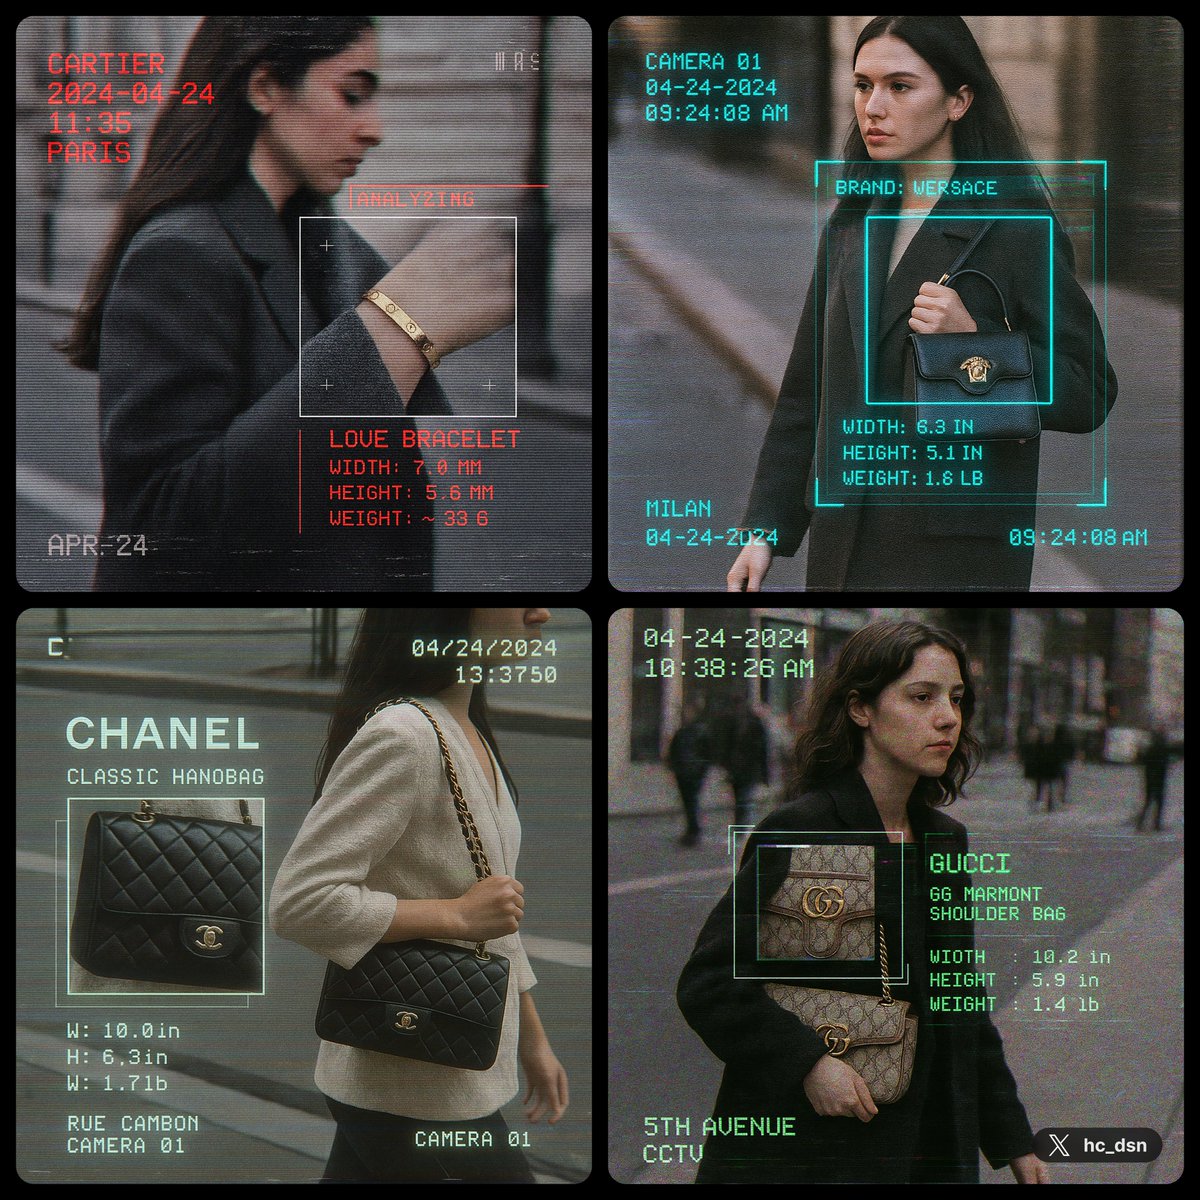 CARTIER
2024-04-24
11:35
PARIS
ANALY2ING
LOVE BRACELET
WIDTH: 7.0 MM
HEIGHT: 5.6 MM
WEIGHT: ~ 33 G
APR. 24
CAMERA 01
04-24-2024
09:24:08 AM
BRAND: WERSACE
WIDTH: 6.3 IN
HEIGHT: 5.1 IN
WEIGHT: 1.8 LB
MILAN
04-24-2024
09:24:08 AM
04/24/2024
13:3750
CHANEL
CLASSIC HANOBAG
W: 10.0in
H: 6,3in
W: 1.71b
RUE CAMBON
CAMERA 01
CAMERA 01
04-24-2024
10:38:26 AM
GUCCI
GG MARMONT
SHOULDER BAG
WIOTH : 10.2 in
HEIGHT : 5.9 in
WEIGHT : 1.4 lb
5TH AVENUE
CCTV
X hc_dsn